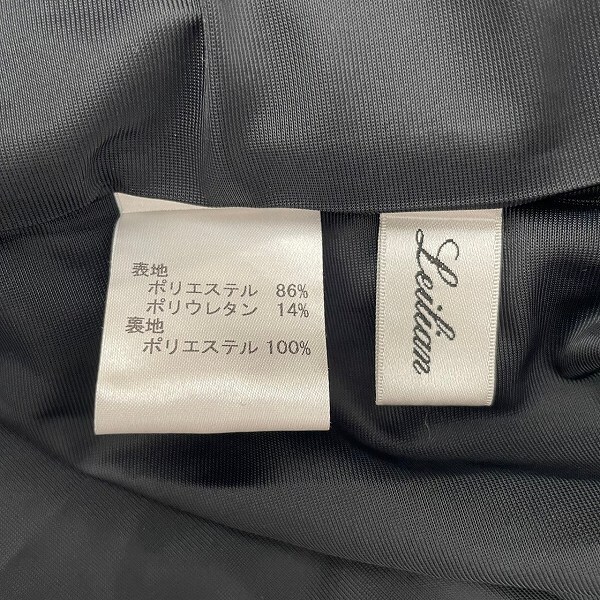 表地
ポリエステル 86%
ポリウレタン 14%
裏地
ポリエステル 100%
Leilian